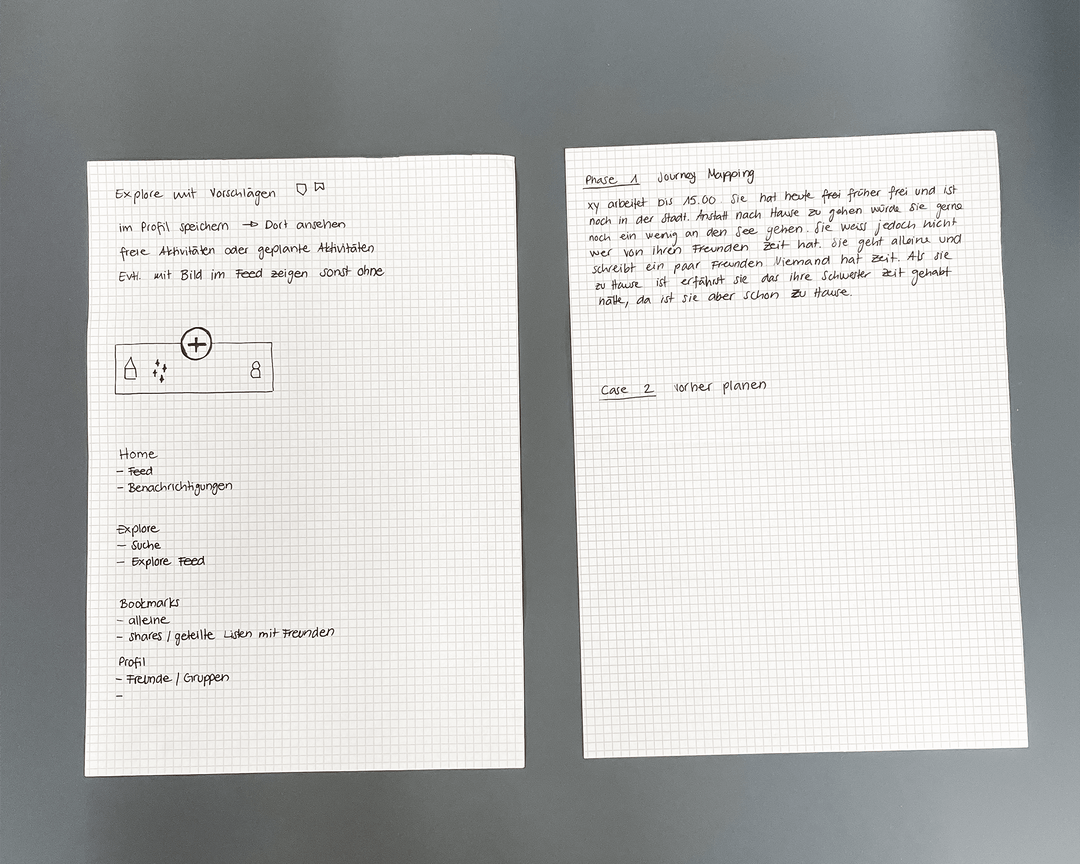 Explore mit Vorschlägen
im Profil speichern → Dort ansehen
freie Aktivitäten oder geplante Aktivitäten
Evtl. mit Bild im Feed zeigen sonst ohne
+
Home
- Feed
- Benachrichtigungen
Explore
- Suche
- Explore Feed
Bookmarks
- alleine
- shares / geteilte Listen mit Freunden
Profil
- Freunde / Gruppen
-
Phase 1 Journey Mapping
xy arbeitet bis 15.00 Sie hat heute frei früher frei und ist
noch in der Stadt. Anstatt nach Hause zu gehen würde sie gerne
noch ein wenig an den See gehen. Sie weiss jedoch nicht
wer von ihren Freunden Zeit hat. Sie geht alleine und
schreibt ein paar Freunden Niemand hat Zeit. Als sie
zu Hause ist erfährt sie das ihre Schwester Zeit gehabt
hätte, da ist sie aber schon zu Hause.
Case 2 vorher planen